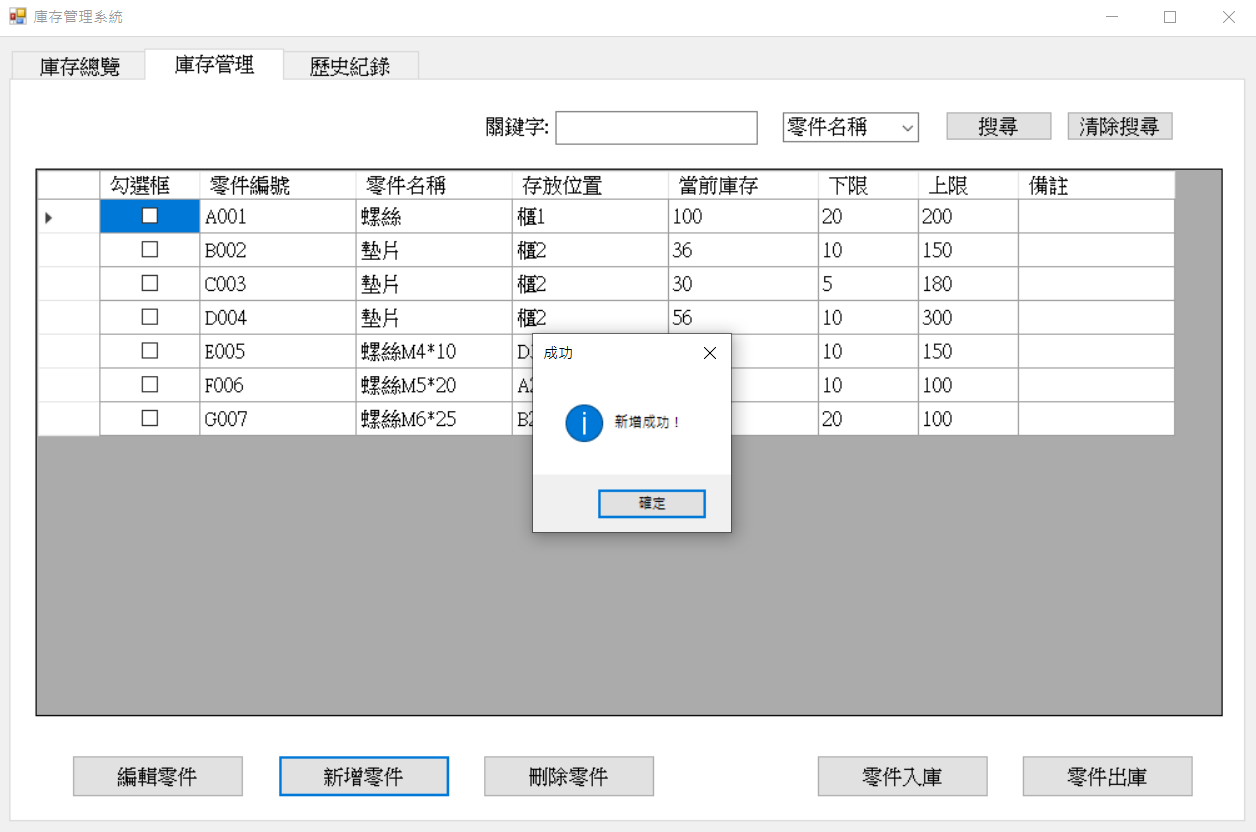 庫存管理系統
庫存總覽 庫存管理 歷史紀錄
關鍵字: 零件名稱 搜尋 清除搜尋
勾選框 零件編號 零件名稱 存放位置 當前庫存 下限 上限 備註
A001 螺絲 櫃1 100 20 200
B002 墊片 櫃2 36 10 150
C003 墊片 櫃2 30 5 180
D004 墊片 櫃2 56 10 300
E005 螺絲M4*10 10 150
F006 螺絲M5*20 10 100
G007 螺絲M6*25 20 100
成功
新增成功！
確定
編輯零件 新增零件 刪除零件 零件入庫 零件出庫